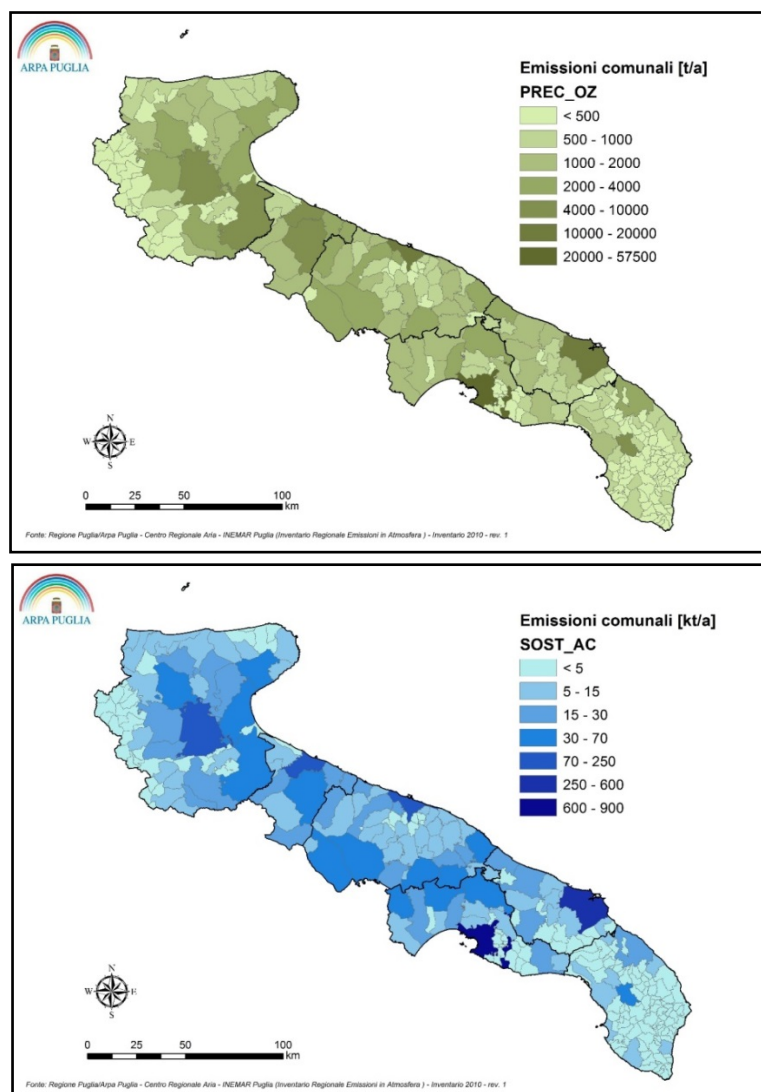 ARPA PUGLIA
Emissioni comunali [t/a]
PREC_OZ
< 500
500 - 1000
1000 - 2000
2000 - 4000
4000 - 10000
10000 - 20000
20000 - 57500
N
W E
S
0 50 100
km
Fonte: Regione Puglia/Arpa Puglia - Centro Regionale Aria - INEMAR Puglia (Inventario Regionale Emissioni in Atmosfera ) - Inventario 2010 - rev. 1
ARPA PUGLIA
Emissioni comunali [kt/a]
SOST_AC
< 5
5 - 15
15 - 30
30 - 70
70 - 250
250 - 600
600 - 900
N
W E
S
0 25 50 100
km
Fonte: Regione Puglia/Arpa Puglia - Centro Regionale Aria - INEMAR Puglia (Inventario Regionale Emissioni in Atmosfera ) - Inventario 2010 - rev. 1